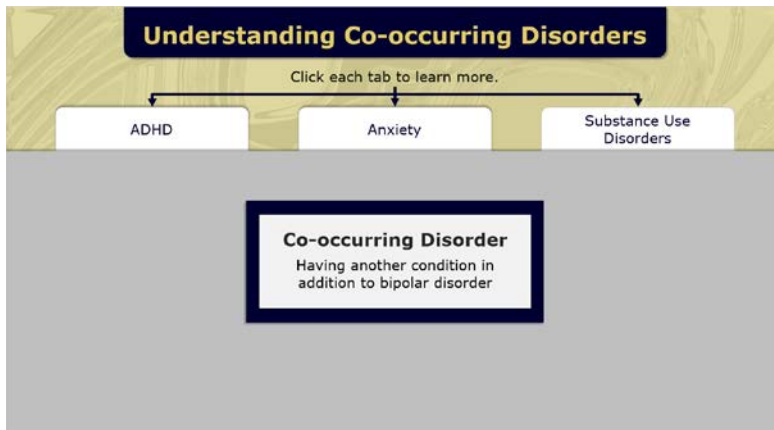 Understanding Co-occurring Disorders
Click each tab to learn more.
ADHD
Anxiety
Substance Use
Disorders
Co-occurring Disorder
Having another condition in
addition to bipolar disorder